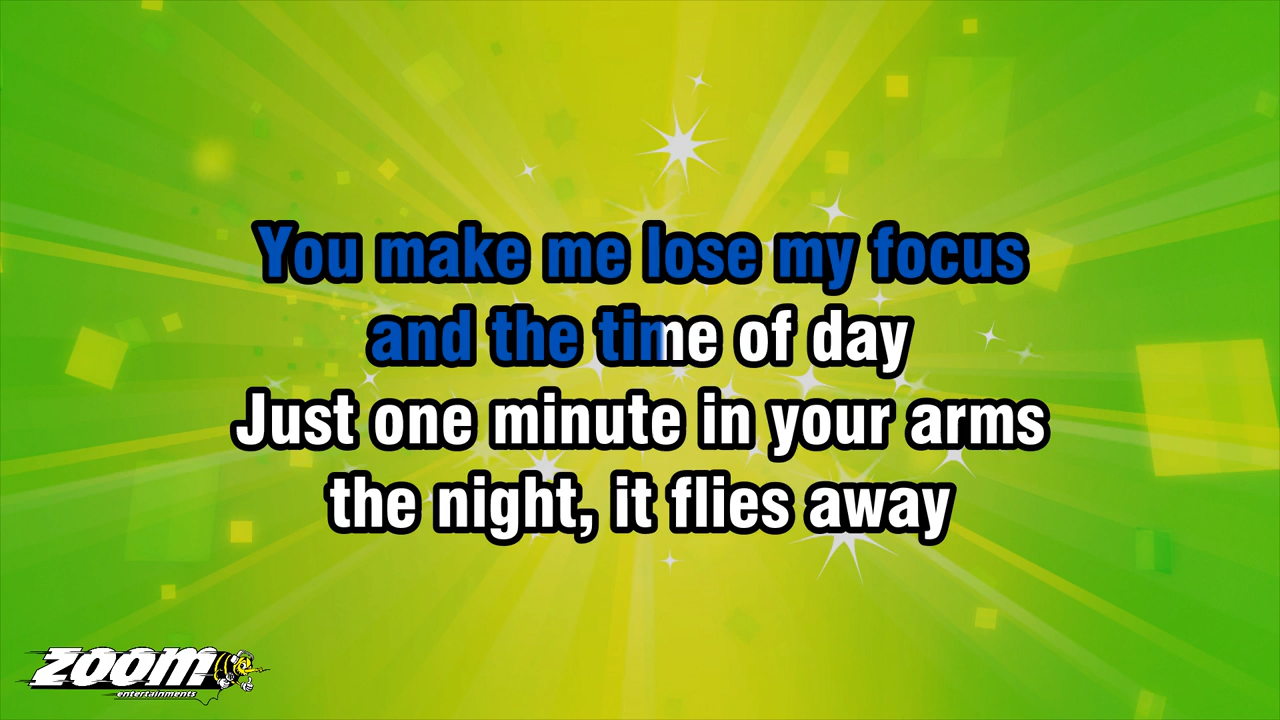 You make me lose my focus
and the time of day
Just one minute in your arms
the night, it flies away
ZOOM
entertainments